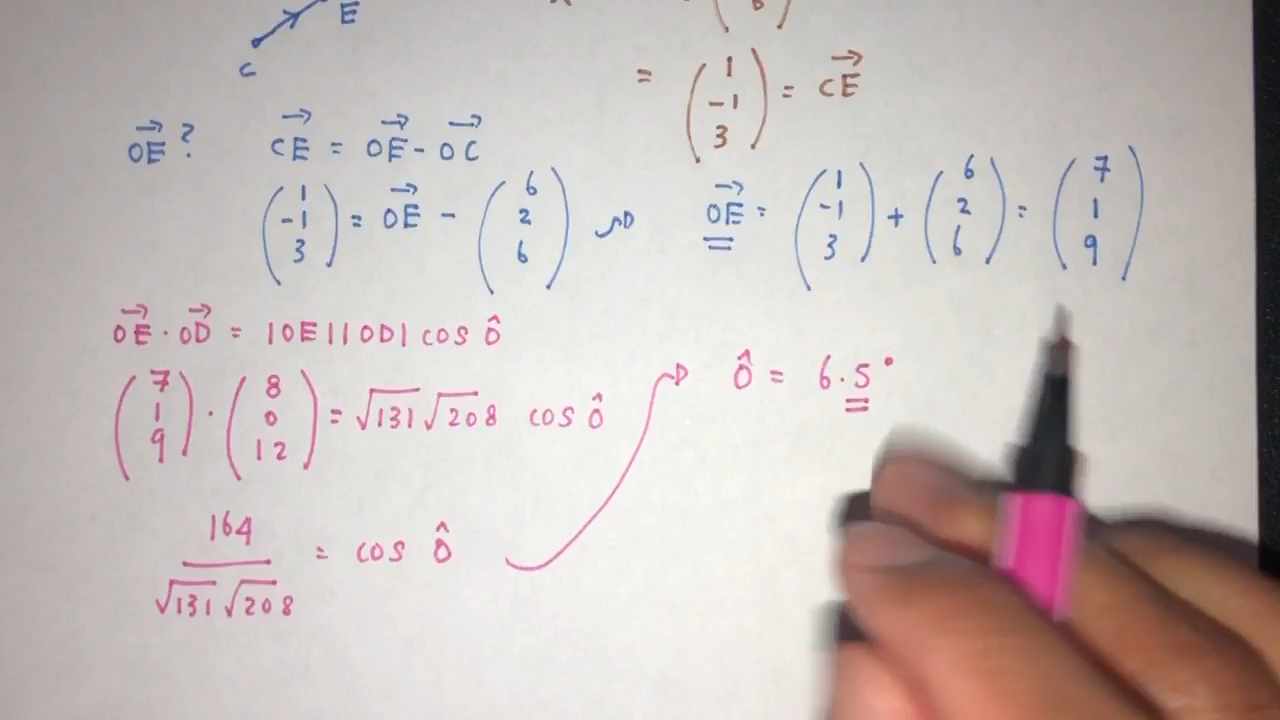 E
C
= (1 -1 3) = CE
OE ? CE = OE - OC
(1 -1 3) = OE - (6 2 6) OE = (1 -1 3) + (6 2 6) = (7 1 9)
OE · OD = |OE||OD| cos Ô
(7 1 9) · (8 0 12) = √131 √208 cos Ô
Ô = 6.5°
164
√131 √208
= cos Ô